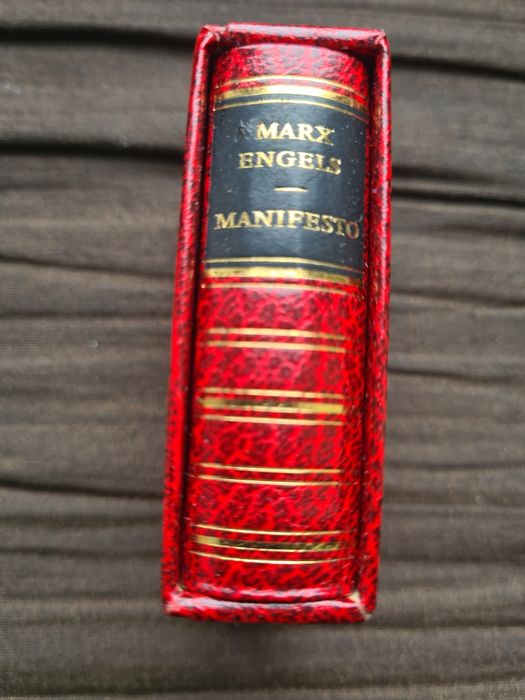 MARX
ENGELS
—
MANIFESTO